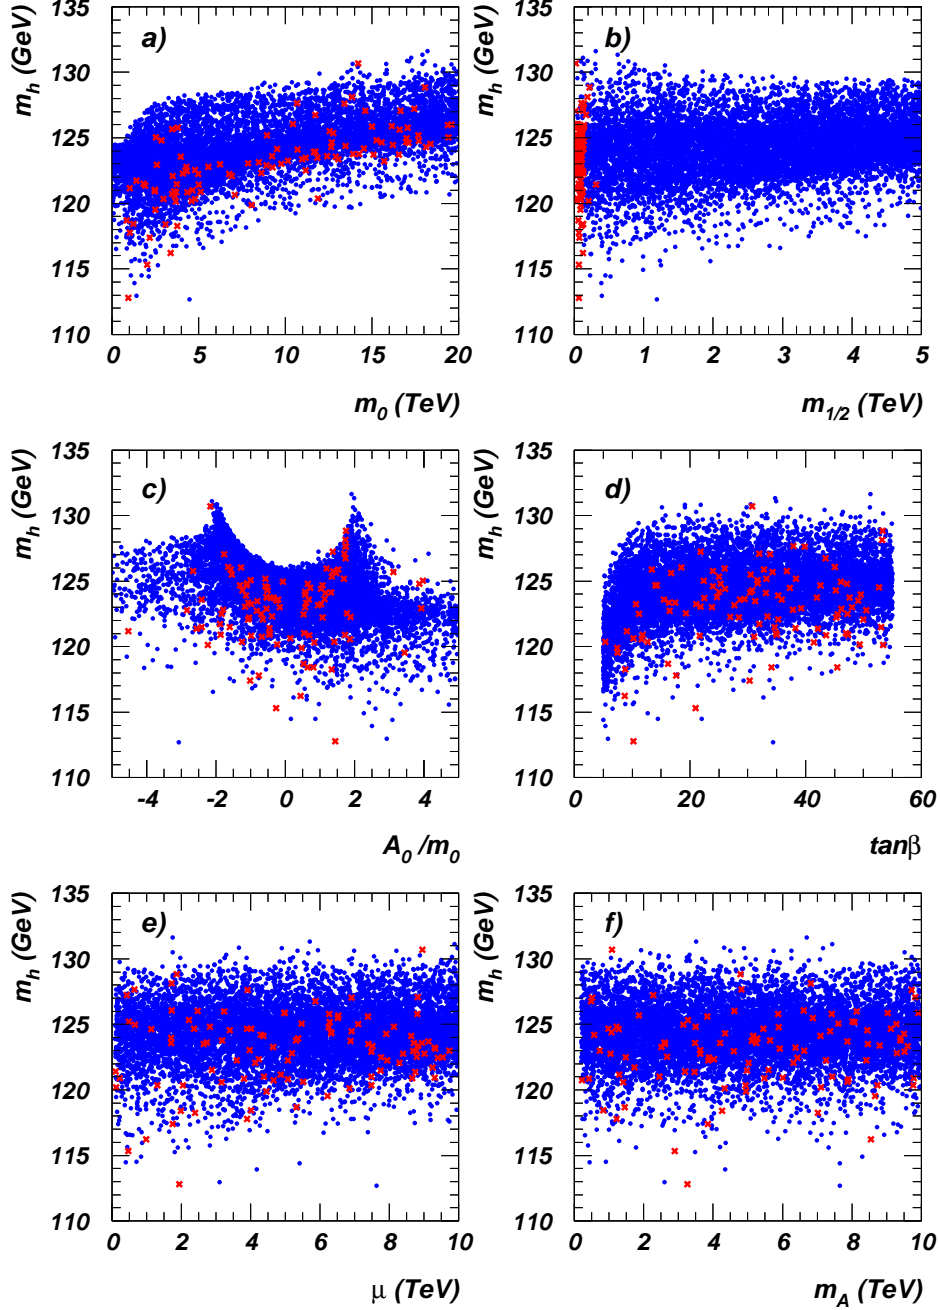 a)
m_h (GeV)
135
130
125
120
115
110
0 5 10 15 20
m_0 (TeV)
b)
m_h (GeV)
135
130
125
120
115
110
0 1 2 3 4 5
m_{1/2} (TeV)
c)
m_h (GeV)
135
130
125
120
115
110
-4 -2 0 2 4
A_0 /m_0
d)
m_h (GeV)
135
130
125
120
115
110
0 20 40 60
tanβ
e)
m_h (GeV)
135
130
125
120
115
110
0 2 4 6 8 10
μ (TeV)
f)
m_h (GeV)
135
130
125
120
115
110
0 2 4 6 8 10
m_A (TeV)